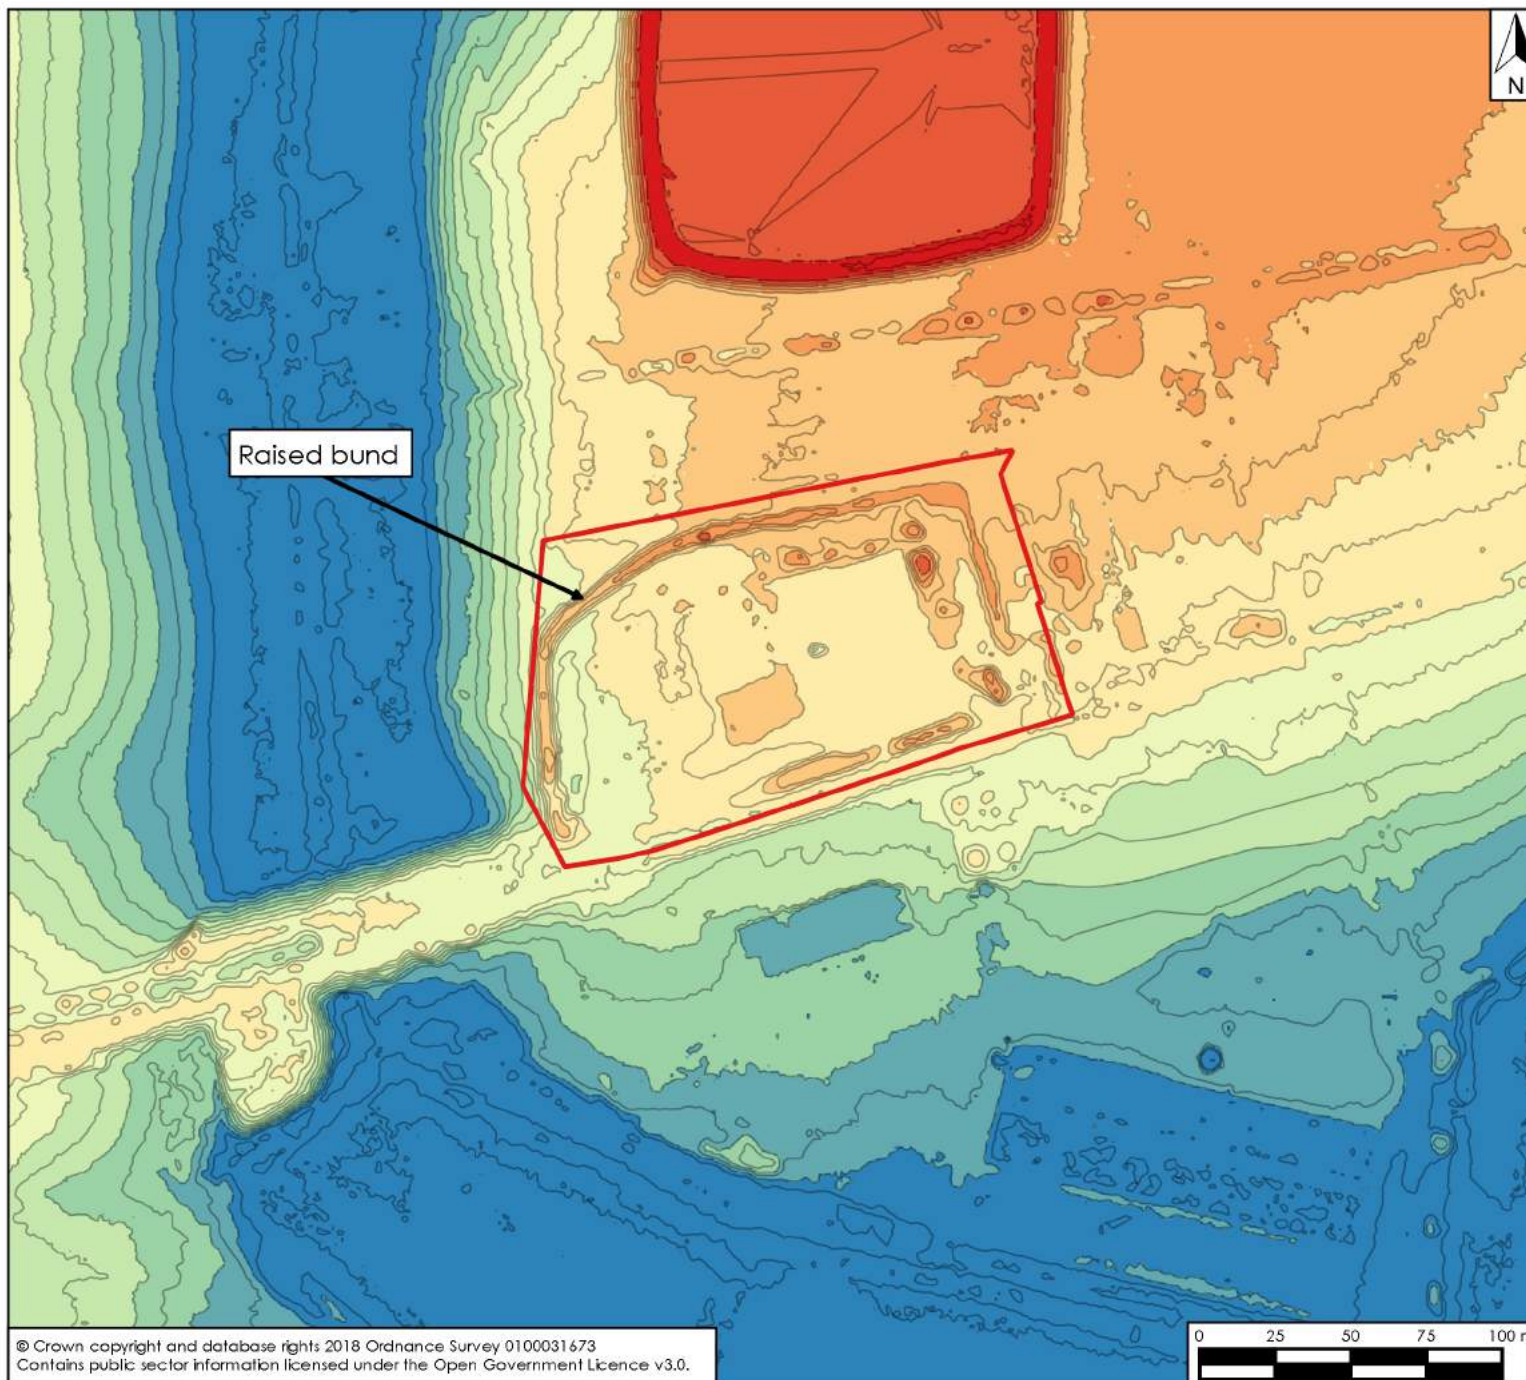 N
Raised bund
© Crown copyright and database rights 2018 Ordnance Survey 0100031673
Contains public sector information licensed under the Open Government Licence v3.0.
0 25 50 75 100 m